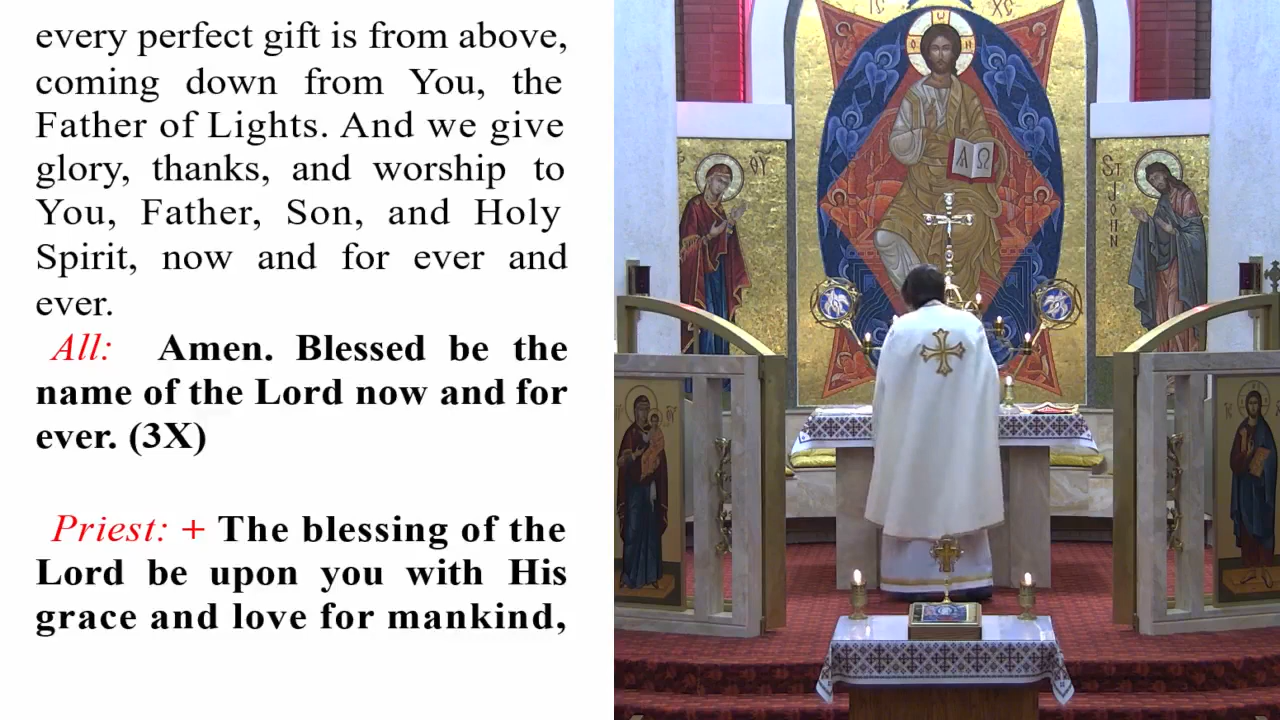 every perfect gift is from above,
coming down from You, the
Father of Lights. And we give
glory, thanks, and worship to
You, Father, Son, and Holy
Spirit, now and for ever and
ever.
All: Amen. Blessed be the
name of the Lord now and for
ever. (3X)
Priest: + The blessing of the
Lord be upon you with His
grace and love for mankind,
IC XC
Α Ω
ΟΥ
ST
JOHN